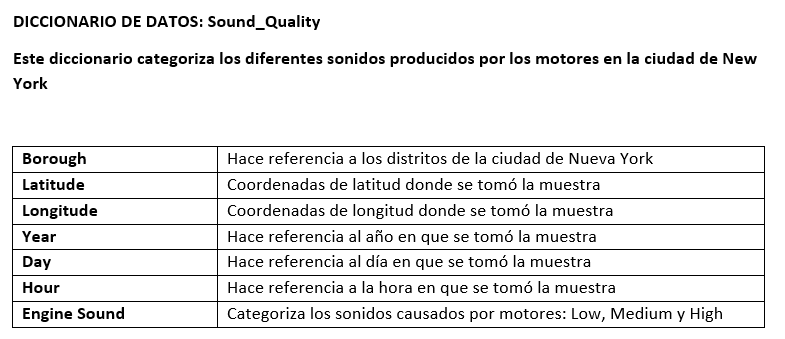 DICCIONARIO DE DATOS: Sound_Quality
Este diccionario categoriza los diferentes sonidos producidos por los motores en la ciudad de New
York
Borough Hace referencia a los distritos de la ciudad de Nueva York
Latitude Coordenadas de latitud donde se tomó la muestra
Longitude Coordenadas de longitud donde se tomó la muestra
Year Hace referencia al año en que se tomó la muestra
Day Hace referencia al día en que se tomó la muestra
Hour Hace referencia a la hora en que se tomó la muestra
Engine Sound Categoriza los sonidos causados por motores: Low, Medium y High